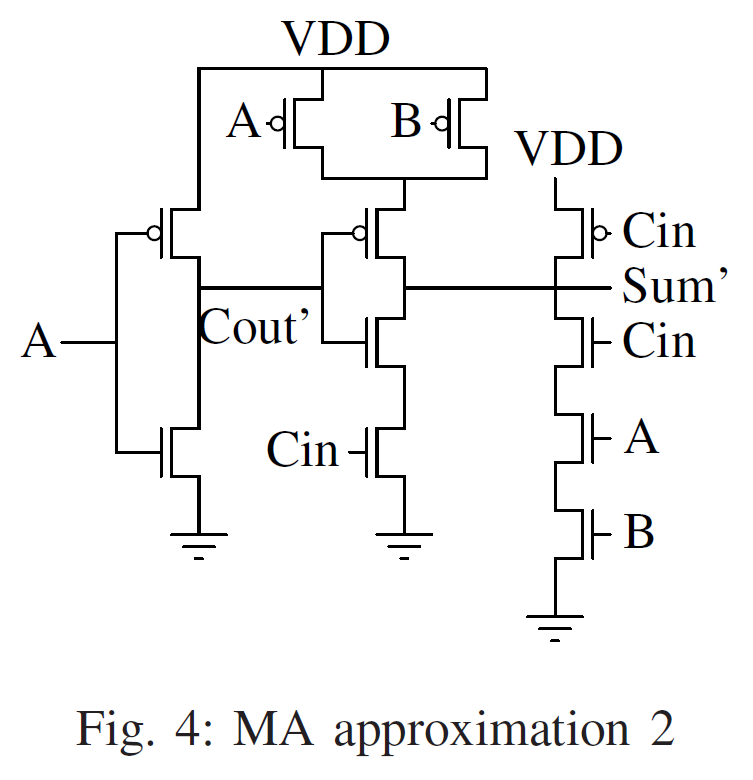 VDD
A
B
VDD
Cin
Sum’
Cout’
Cin
A
Cin
A
B
Fig. 4: MA approximation 2